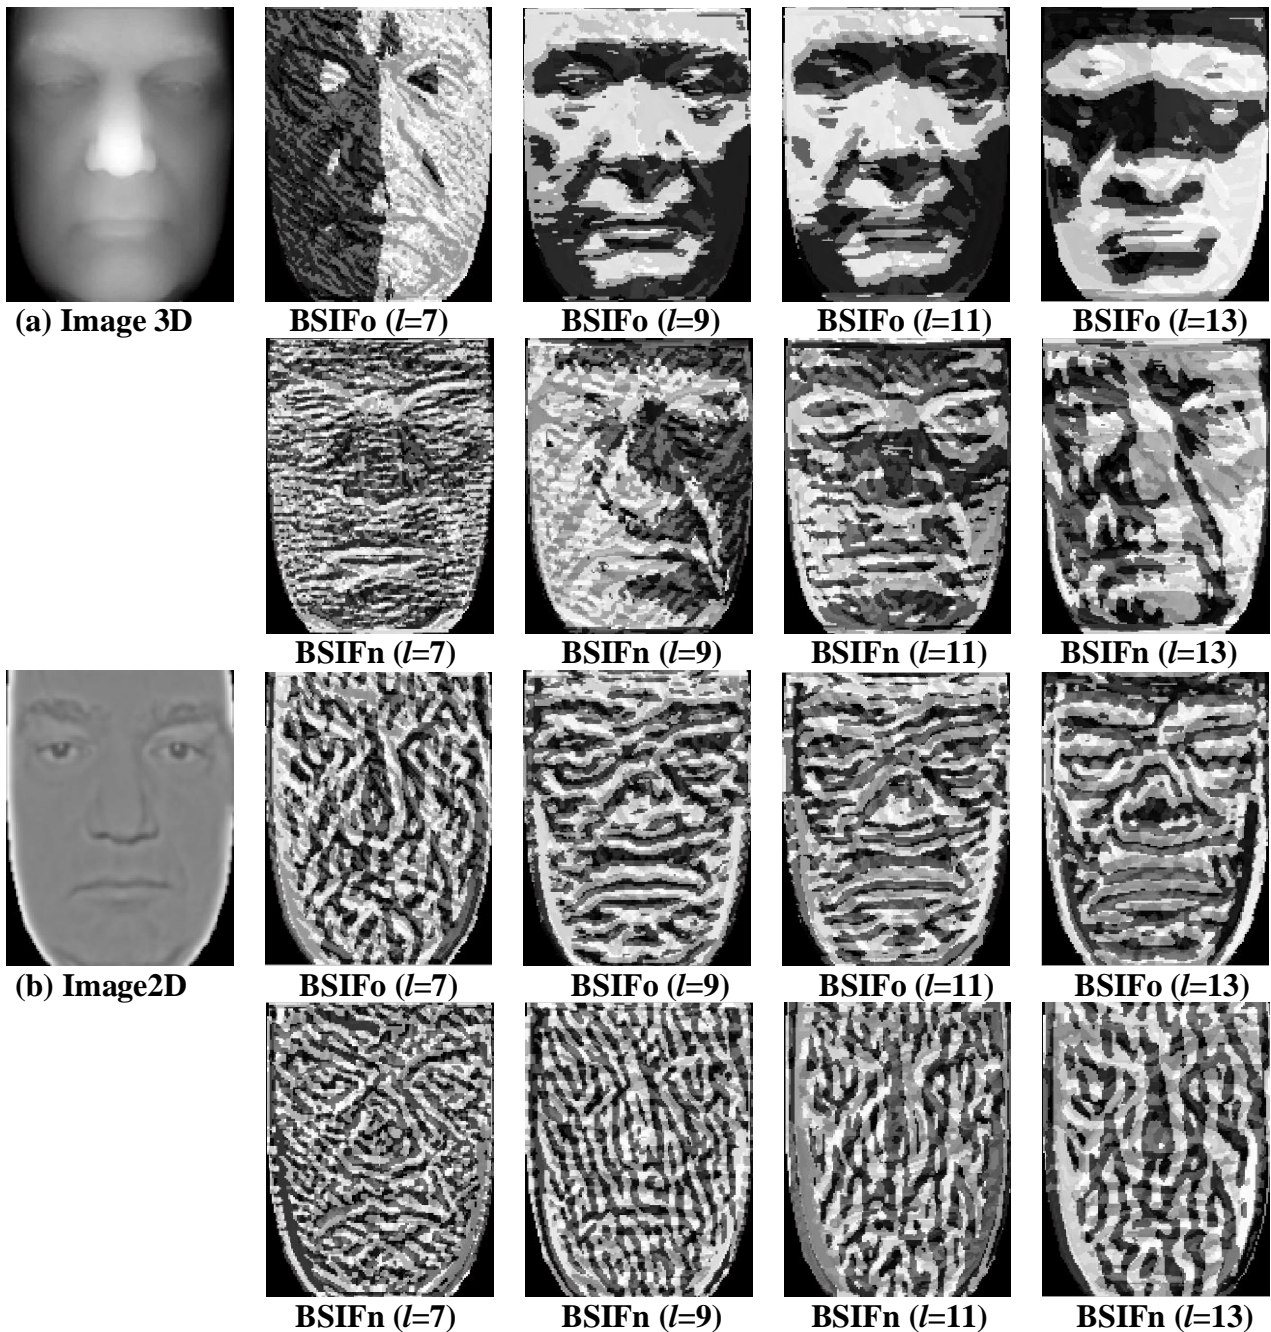 (a) Image 3D BSIFo (l=7) BSIFo (l=9) BSIFo (l=11) BSIFo (l=13)
BSIFn (l=7) BSIFn (l=9) BSIFn (l=11) BSIFn (l=13)
(b) Image2D BSIFo (l=7) BSIFo (l=9) BSIFo (l=11) BSIFo (l=13)
BSIFn (l=7) BSIFn (l=9) BSIFn (l=11) BSIFn (l=13)